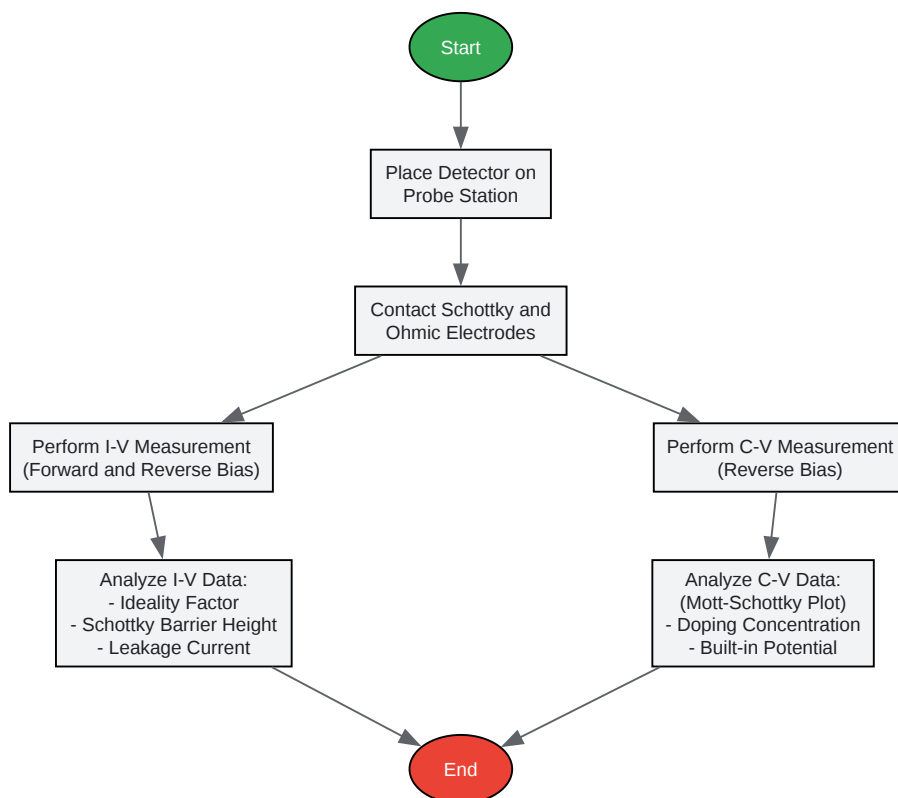 Start
Place Detector on
Probe Station
Contact Schottky and
Ohmic Electrodes
Perform I-V Measurement
(Forward and Reverse Bias)
Perform C-V Measurement
(Reverse Bias)
Analyze I-V Data:
- Ideality Factor
- Schottky Barrier Height
- Leakage Current
Analyze C-V Data:
(Mott-Schottky Plot)
- Doping Concentration
- Built-in Potential
End